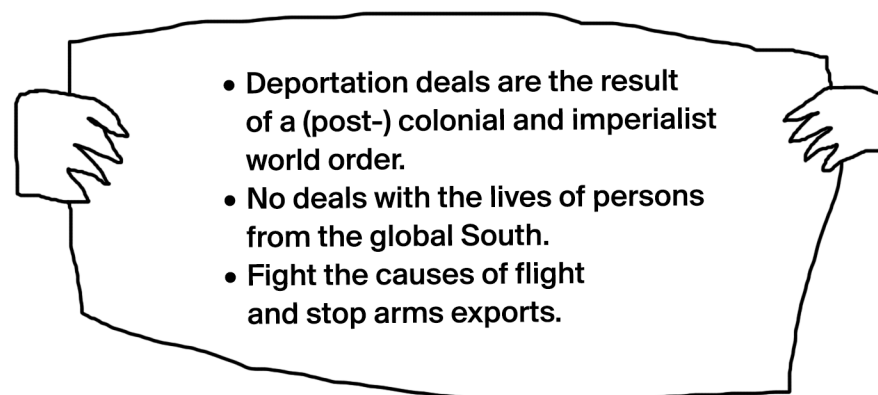 • Deportation deals are the result
of a (post-) colonial and imperialist
world order.
• No deals with the lives of persons
from the global South.
• Fight the causes of flight
and stop arms exports.